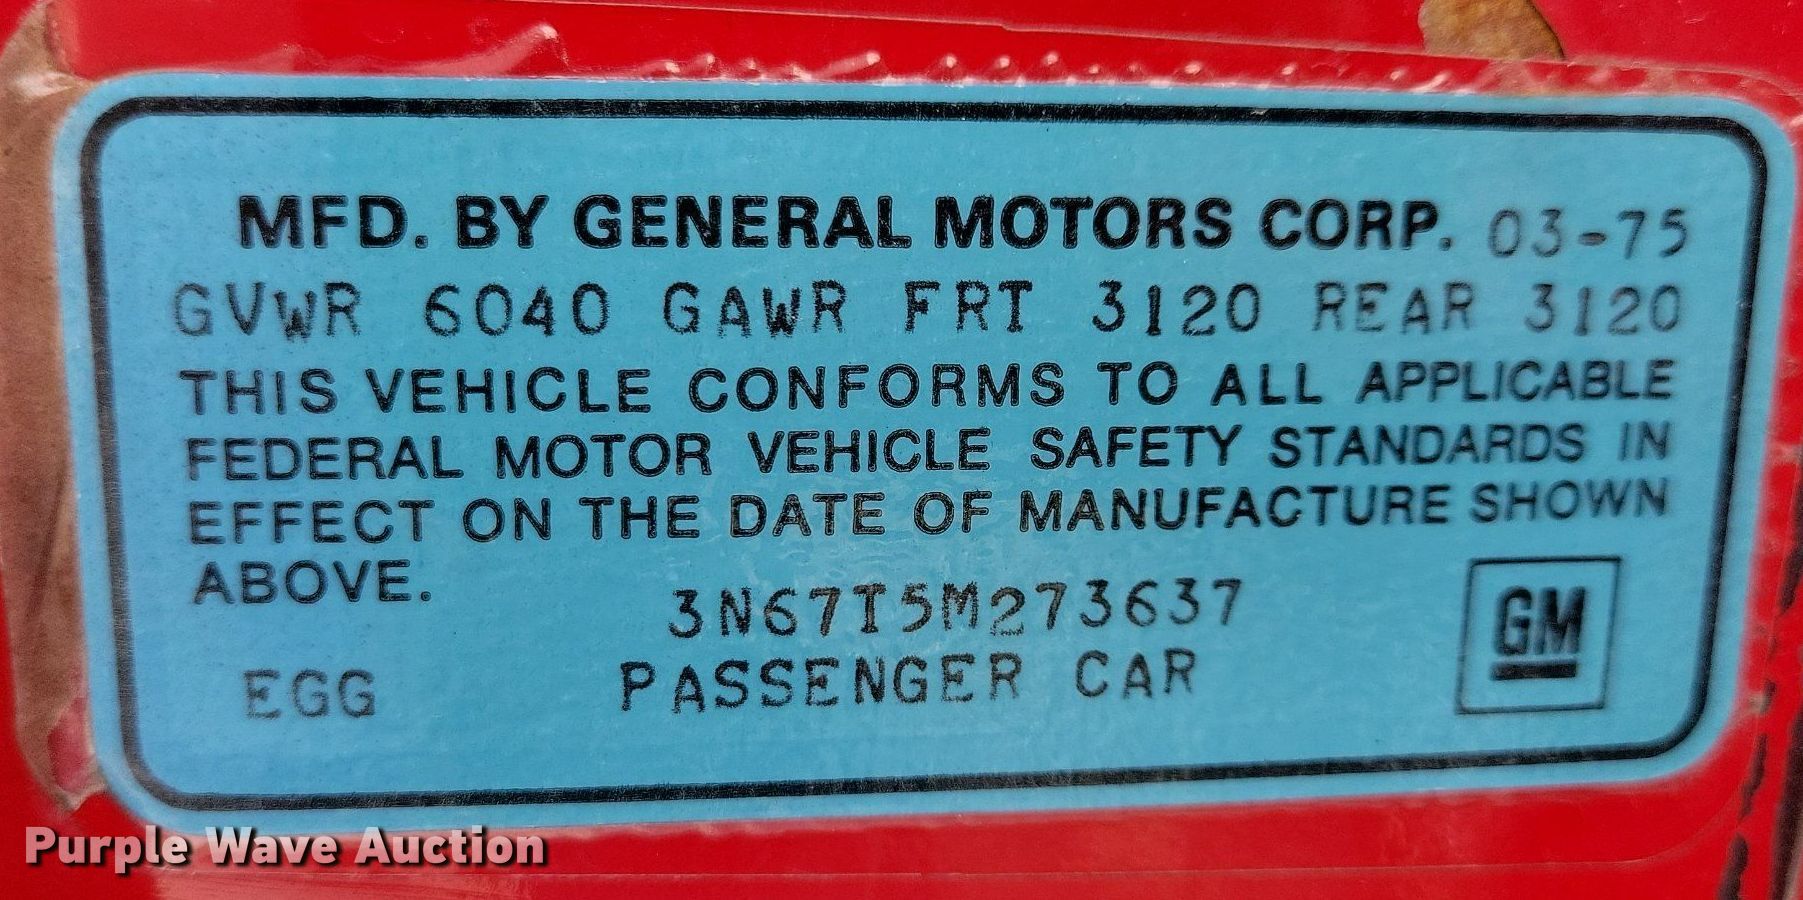 MFD. BY GENERAL MOTORS CORP. 03-75
GVWR 6040 GAWR FRT 3120 REAR 3120
THIS VEHICLE CONFORMS TO ALL APPLICABLE
FEDERAL MOTOR VEHICLE SAFETY STANDARDS IN
EFFECT ON THE DATE OF MANUFACTURE SHOWN
ABOVE.
3N67T5M273637
EGG PASSENGER CAR
GM
Purple Wave Auction